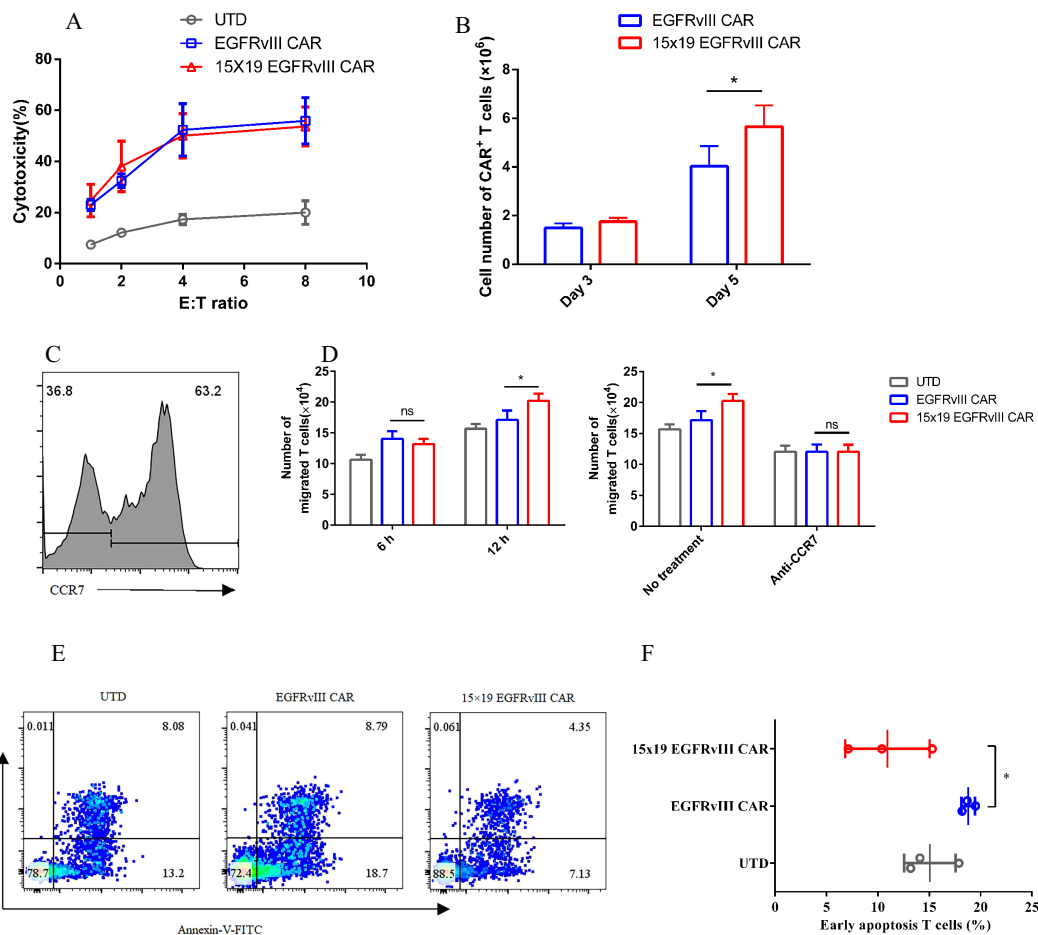 A
UTD
EGFRvIII CAR
15X19 EGFRvIII CAR
80
60
40
20
0
Cytotoxicity(%)
0 2 4 6 8 10
E:T ratio
B
EGFRvIII CAR
15x19 EGFRvIII CAR
8
6
4
2
0
Cell number of CAR+ T cells (×10⁶)
*
Day 3
Day 5
C
36.8 63.2
CCR7
D
25
20
15
10
5
0
Number of
migrated T cells(×10⁴)
ns
*
6 h
12 h
25
20
15
10
5
0
Number of
migrated T cells(×10⁴)
*
ns
No treatment
Anti-CCR7
UTD
EGFRvIII CAR
15x19 EGFRvIII CAR
E
UTD
0.011 8.08
78.7 13.2
EGFRvIII CAR
0.041 8.79
72.4 18.7
15×19 EGFRvIII CAR
0.061 4.35
88.5 7.13
Annexin-V-FITC
F
15x19 EGFRvIII CAR
EGFRvIII CAR
UTD
*
0 5 10 15 20 25
Early apoptosis T cells (%)